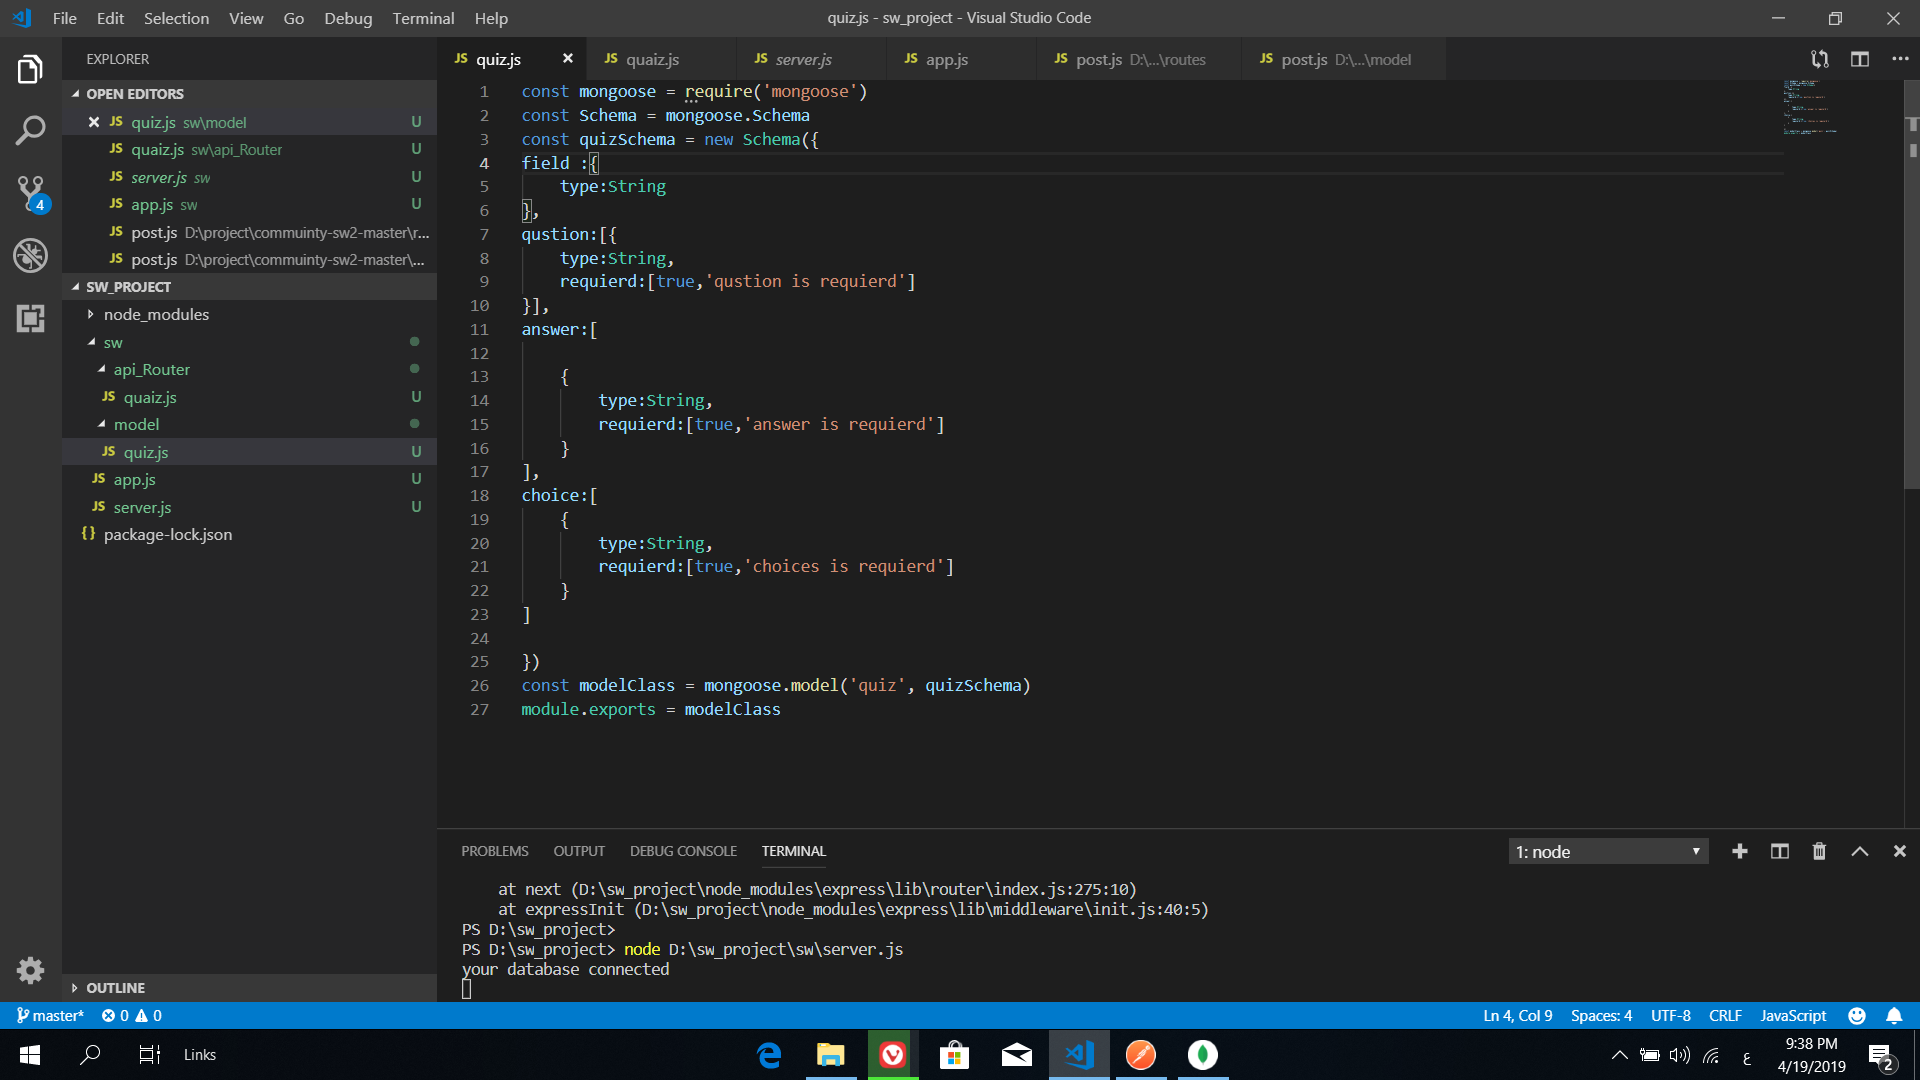 File Edit Selection View Go Debug Terminal Help
quiz.js - sw_project - Visual Studio Code
EXPLORER
OPEN EDITORS
JS quiz.js sw\model U
JS quaiz.js sw\api_Router U
JS server.js sw U
JS app.js sw U
JS post.js D:\project\commuinty-sw2-master\r...
JS post.js D:\project\commuinty-sw2-master\...
SW_PROJECT
node_modules
sw
api_Router
JS quaiz.js U
model
JS quiz.js U
JS app.js U
JS server.js U
{} package-lock.json
OUTLINE
4
JS quiz.js
JS quaiz.js
JS server.js
JS app.js
JS post.js D:\...\routes
JS post.js D:\...\model
1 const mongoose = require('mongoose')
2 const Schema = mongoose.Schema
3 const quizSchema = new Schema({
4 field :{
5 type:String
6 },
7 qustion:[{
8 type:String,
9 requierd:[true,'qustion is requierd']
10 }],
11 answer:[
12
13 {
14 type:String,
15 requierd:[true,'answer is requierd']
16 }
17 ],
18 choice:[
19 {
20 type:String,
21 requierd:[true,'choices is requierd']
22 }
23 ]
24
25 })
26 const modelClass = mongoose.model('quiz', quizSchema)
27 module.exports = modelClass
PROBLEMS OUTPUT DEBUG CONSOLE TERMINAL
1: node
at next (D:\sw_project\node_modules\express\lib\router\index.js:275:10)
at expressInit (D:\sw_project\node_modules\express\lib\middleware\init.js:40:5)
PS D:\sw_project>
PS D:\sw_project> node D:\sw_project\sw\server.js
your database connected
master* 0 0
Ln 4, Col 9 Spaces: 4 UTF-8 CRLF JavaScript
Links
ع
9:38 PM
4/19/2019
2